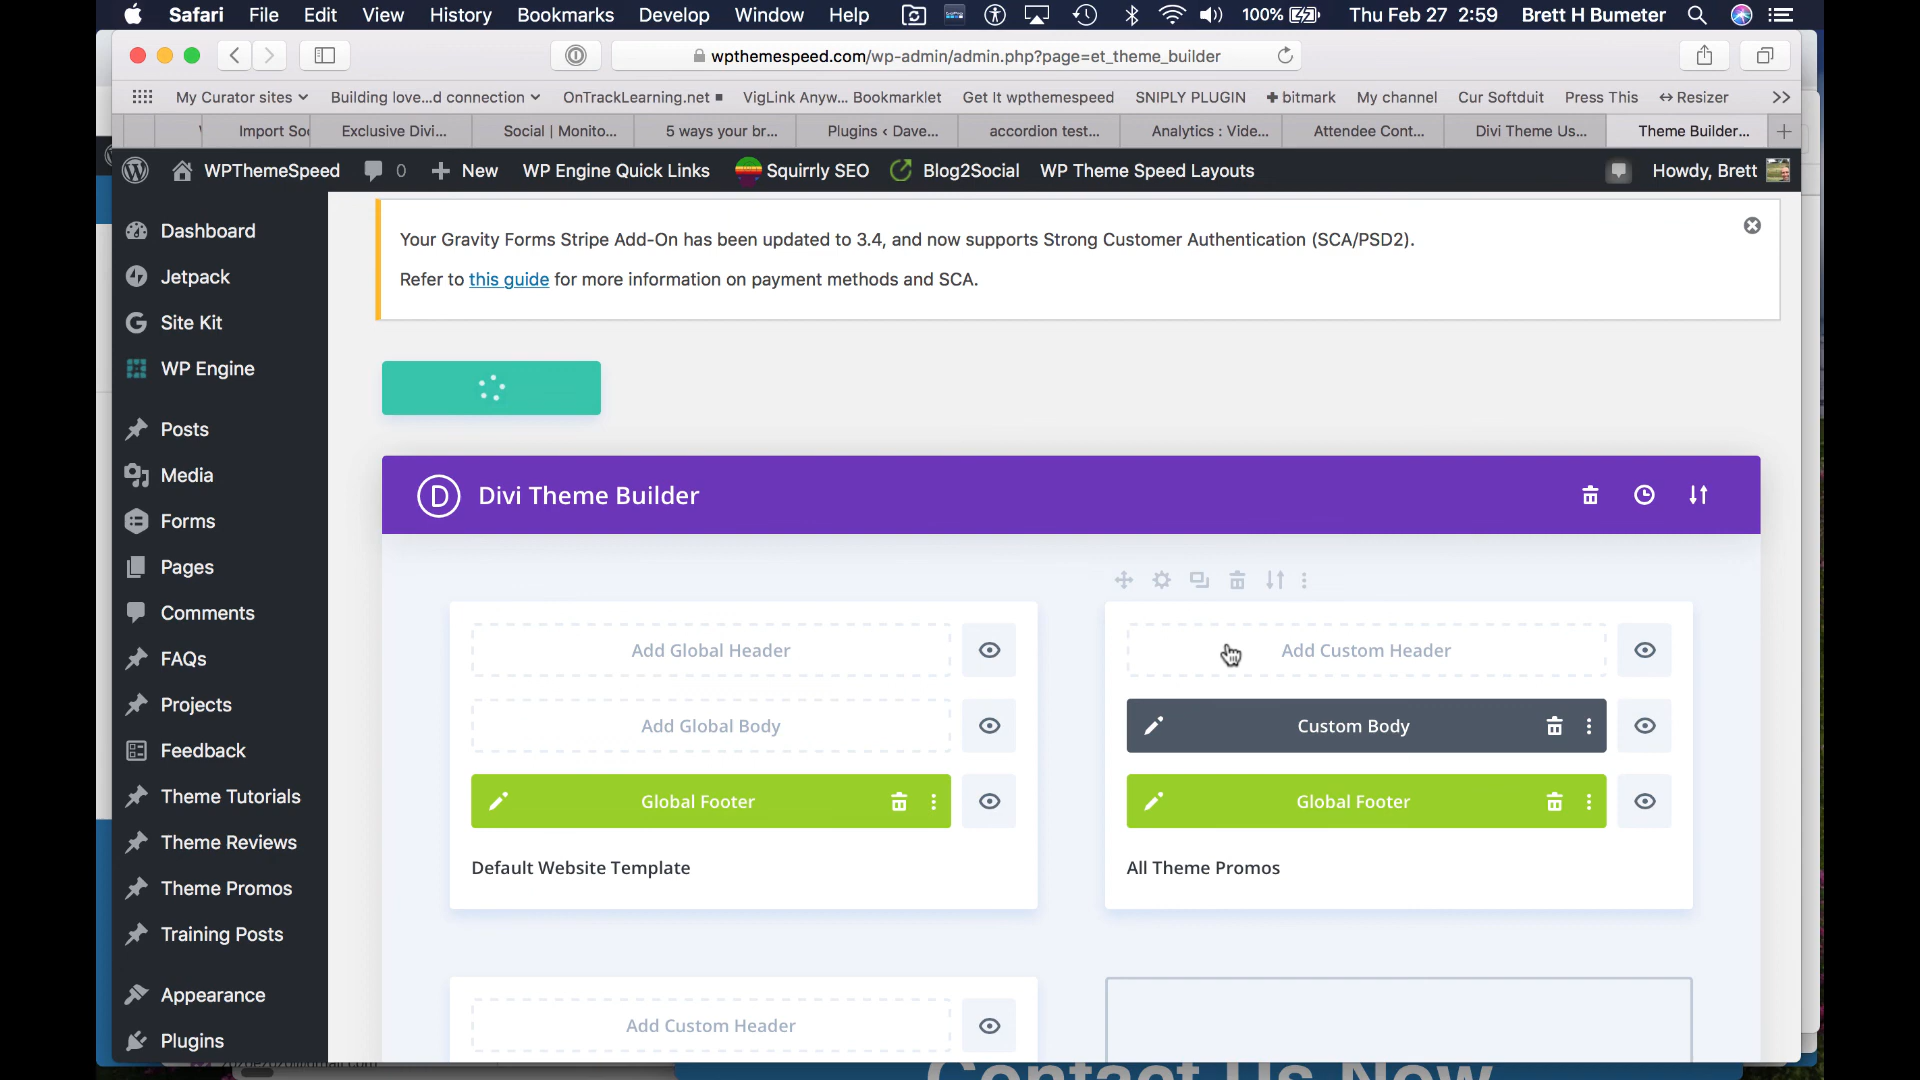 Safari File Edit View History Bookmarks Develop Window Help 100% Thu Feb 27 2:59 Brett H Bumeter
wpthemespeed.com/wp-admin/admin.php?page=et_theme_builder
My Curator sites Building love...d connection OnTrackLearning.net VigLink Anyw... Bookmarklet Get It wpthemespeed SNIPLY PLUGIN bitmark My channel Cur Softduit Press This Resizer
Import Soc Exclusive Divi... Social | Monito... 5 ways your br... Plugins ‹ Dave... accordion test... Analytics : Vide... Attendee Cont... Divi Theme Us... Theme Builder...
WPThemeSpeed 0 New WP Engine Quick Links Squirrly SEO Blog2Social WP Theme Speed Layouts Howdy, Brett
Dashboard
Jetpack
Site Kit
WP Engine
Posts
Media
Forms
Pages
Comments
FAQs
Projects
Feedback
Theme Tutorials
Theme Reviews
Theme Promos
Training Posts
Appearance
Plugins
Your Gravity Forms Stripe Add-On has been updated to 3.4, and now supports Strong Customer Authentication (SCA/PSD2).
Refer to this guide for more information on payment methods and SCA.
D Divi Theme Builder
Add Global Header
Add Global Body
Global Footer
Default Website Template
Add Custom Header
Custom Body
Global Footer
All Theme Promos
Add Custom Header
Contact Us Now